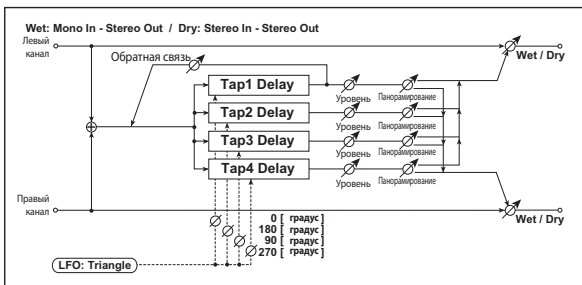 Wet: Mono In - Stereo Out / Dry: Stereo In - Stereo Out
Левый
канал
Wet / Dry
Обратная связь
Tap1 Delay
Уровень
Панорамирование
Tap2 Delay
Уровень
Панорамирование
Tap3 Delay
Уровень
Панорамирование
Tap4 Delay
Уровень
Панорамирование
Правый
канал
Wet / Dry
0 [ градус]
180 [ градус]
90 [ градус]
270 [ градус]
LFO: Triangle